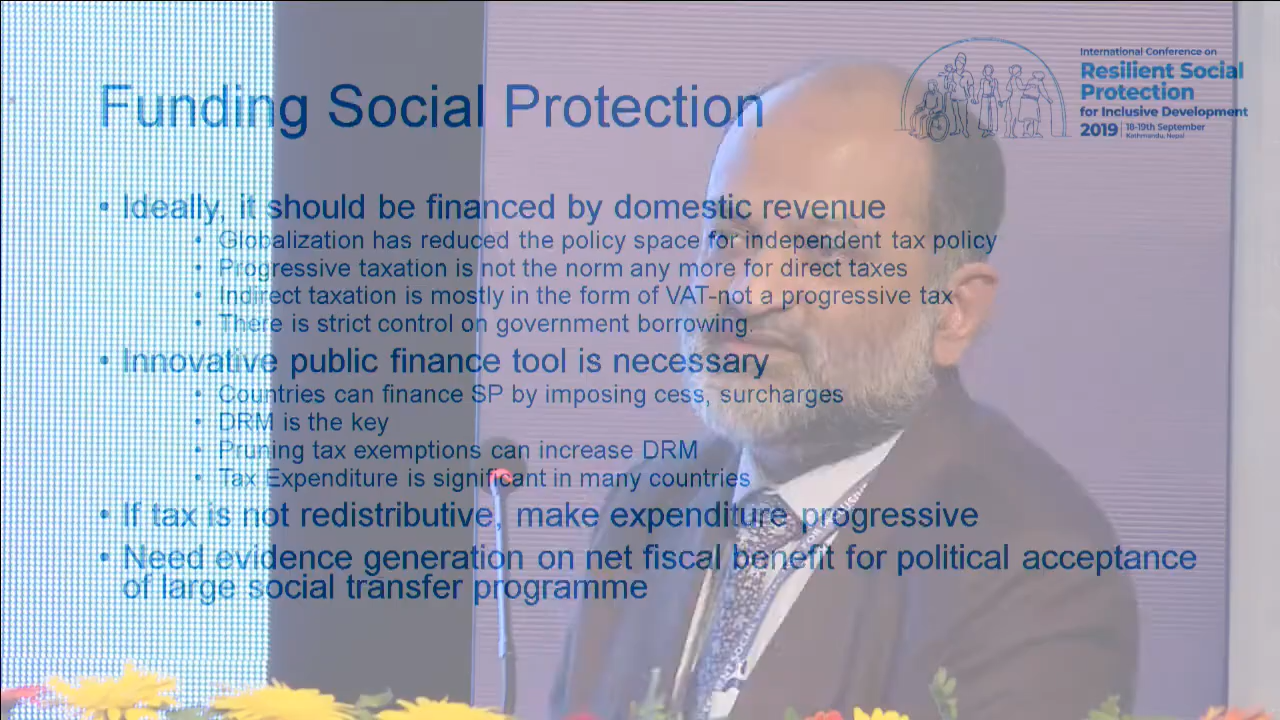 International Conference on
Resilient Social
Protection
for Inclusive Development
2019 18-19th September
Kathmandu, Nepal
Funding Social Protection
• Ideally, it should be financed by domestic revenue
• Globalization has reduced the policy space for independent tax policy
• Progressive taxation is not the norm any more for direct taxes
• Indirect taxation is mostly in the form of VAT-not a progressive tax
• There is strict control on government borrowing.
• Innovative public finance tool is necessary
• Countries can finance SP by imposing cess, surcharges
• DRM is the key
• Pruning tax exemptions can increase DRM
• Tax Expenditure is significant in many countries
• If tax is not redistributive, make expenditure progressive
• Need evidence generation on net fiscal benefit for political acceptance
of large social transfer programme